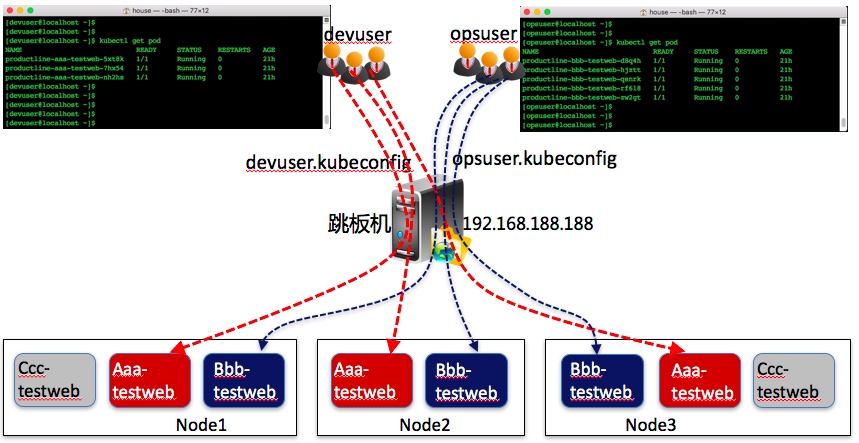 house — -bash — 77×12
[devuser@localhost ~]$
[devuser@localhost ~]$
[devuser@localhost ~]$ kubectl get pod
NAME READY STATUS RESTARTS AGE
productline-aaa-testweb-5xt8k 1/1 Running 0 21h
productline-aaa-testweb-7hx54 1/1 Running 0 21h
productline-aaa-testweb-nh2hs 1/1 Running 0 21h
[devuser@localhost ~]$
[devuser@localhost ~]$
[devuser@localhost ~]$
[devuser@localhost ~]$
[devuser@localhost ~]$
devuser
opsuser
house — -bash — 77×12
[opsuser@localhost ~]$
[opsuser@localhost ~]$
[opsuser@localhost ~]$ kubectl get pod
NAME READY STATUS RESTARTS AGE
productline-bbb-testweb-d8q4h 1/1 Running 0 21h
productline-bbb-testweb-hjrtt 1/1 Running 0 21h
productline-bbb-testweb-qsnrk 1/1 Running 0 21h
productline-bbb-testweb-rf6l8 1/1 Running 0 21h
productline-bbb-testweb-sw2gt 1/1 Running 0 21h
[opsuser@localhost ~]$
[opsuser@localhost ~]$
[opsuser@localhost ~]$
devuser.kubeconfig
opsuser.kubeconfig
跳板机
192.168.188.188
Ccc-
testweb
Aaa-
testweb
Bbb-
testweb
Node1
Aaa-
testweb
Bbb-
testweb
Node2
Bbb-
testweb
Aaa-
testweb
Ccc-
testweb
Node3